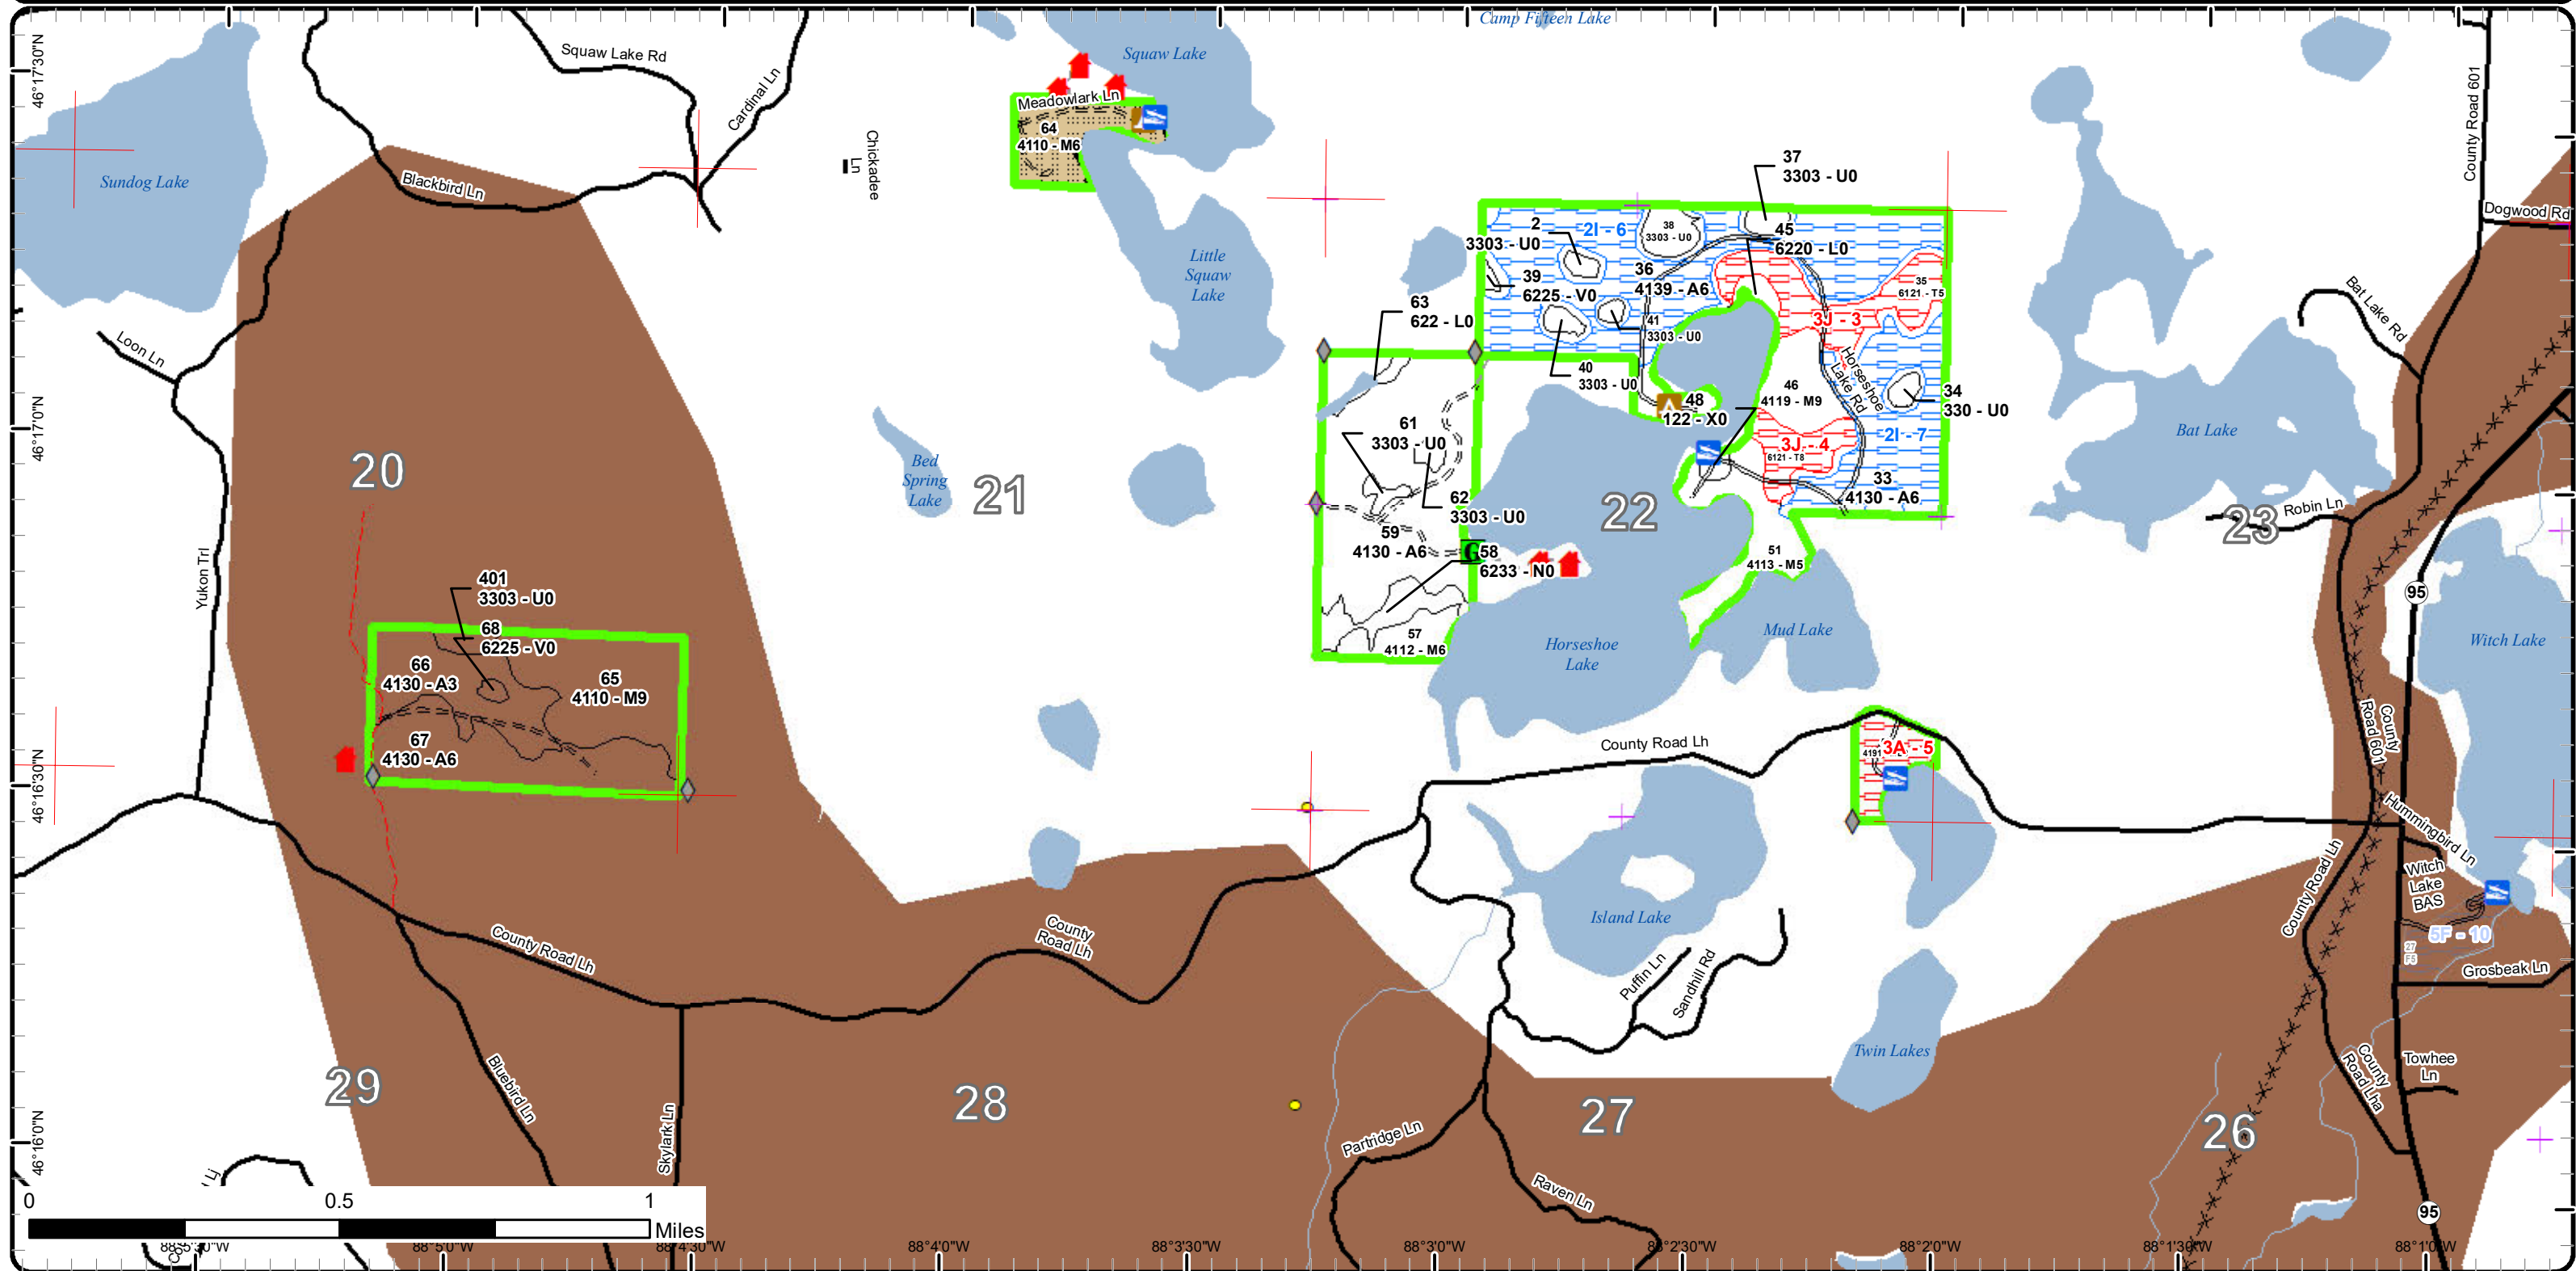 Camp Fifteen Lake
Squaw Lake Rd
Cardinal Ln
Squaw Lake
46°17'30"N
Meadowlark Ln
64
4110 - M6
Chickadee
Ln
County Road 601
Sundog Lake
Blackbird Ln
37
3303 - U0
Dogwood Rd
2
3303 - U0
2I - 6
38
3303 - U0
45
6220 - L0
Little
Squaw
Lake
39
6225 - V0
36
4139 - A6
35
6121 - T5
63
622 - L0
41
3303 - U0
3J - 3
Bat Lake Rd
Loon Ln
40
3303 - U0
Horseshoe
Lake Rd
46
4119 - M9
34
330 - U0
48
122 - X0
46°17'0"N
61
3303 - U0
3J - 4
6121 - T8
2I - 7
Bat Lake
20
Bed
Spring
Lake
21
62
3303 - U0
22
33
4130 - A6
Robin Ln
23
59
4130 - A6
G
58
6233 - N0
51
4113 - M5
Yukon Trl
401
3303 - U0
95
68
6225 - V0
57
4112 - M6
Horseshoe
Lake
Mud Lake
Witch Lake
66
4130 - A3
65
4110 - M9
67
4130 - A6
County Road Lh
4191
3A - 5
County
Road 601
46°16'30"N
Hummingbird Ln
Witch
Lake
BAS
County Road Lh
Island Lake
County
Road Lh
County Road Lh
5F - 10
27
F5
Grosbeak Ln
Puffin Ln
Sandhill Rd
Twin Lakes
County
Road Lha
Towhee
Ln
29
Bluebird Ln
28
27
26
Skylark Ln
Partridge Ln
46°16'0"N
Raven Ln
95
0 0.5 1
Miles
88°5'0"W 88°4'30"W 88°4'0"W 88°3'30"W 88°3'0"W 88°2'30"W 88°2'0"W 88°1'30"W 88°1'0"W